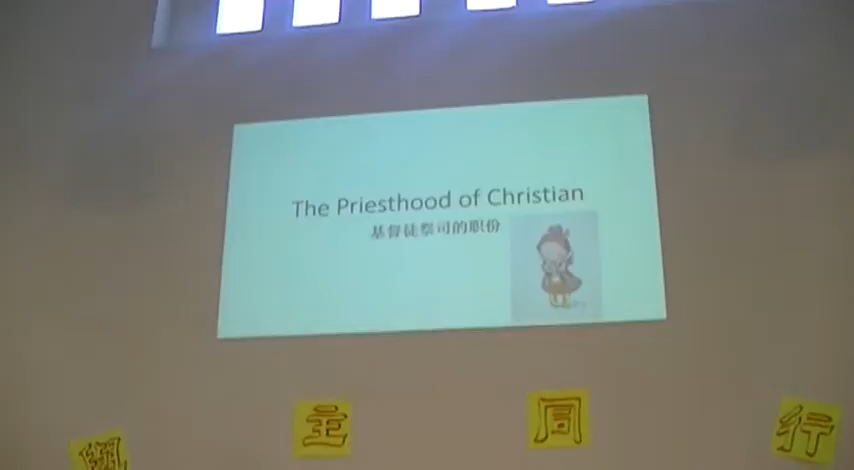 The Priesthood of Christian
基督徒祭司的职份
主 同 行